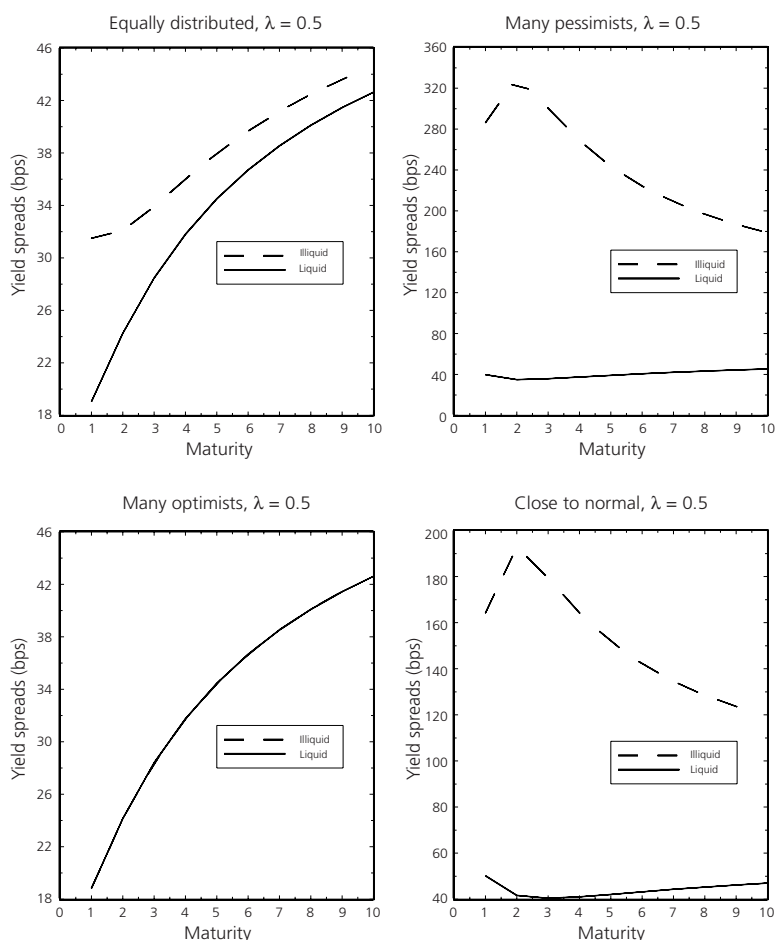 Equally distributed, λ = 0.5
Yield spreads (bps)
46
42
38
34
30
26
22
18
Illiquid
Liquid
0 1 2 3 4 5 6 7 8 9 10
Maturity
Many pessimists, λ = 0.5
Yield spreads (bps)
360
320
280
240
200
160
120
80
40
0
Illiquid
Liquid
0 1 2 3 4 5 6 7 8 9 10
Maturity
Many optimists, λ = 0.5
Yield spreads (bps)
46
42
38
34
30
26
22
18
Illiquid
Liquid
0 1 2 3 4 5 6 7 8 9 10
Maturity
Close to normal, λ = 0.5
Yield spreads (bps)
200
180
160
140
120
100
80
50
40
Illiquid
Liquid
0 1 2 3 4 5 6 7 8 9 10
Maturity